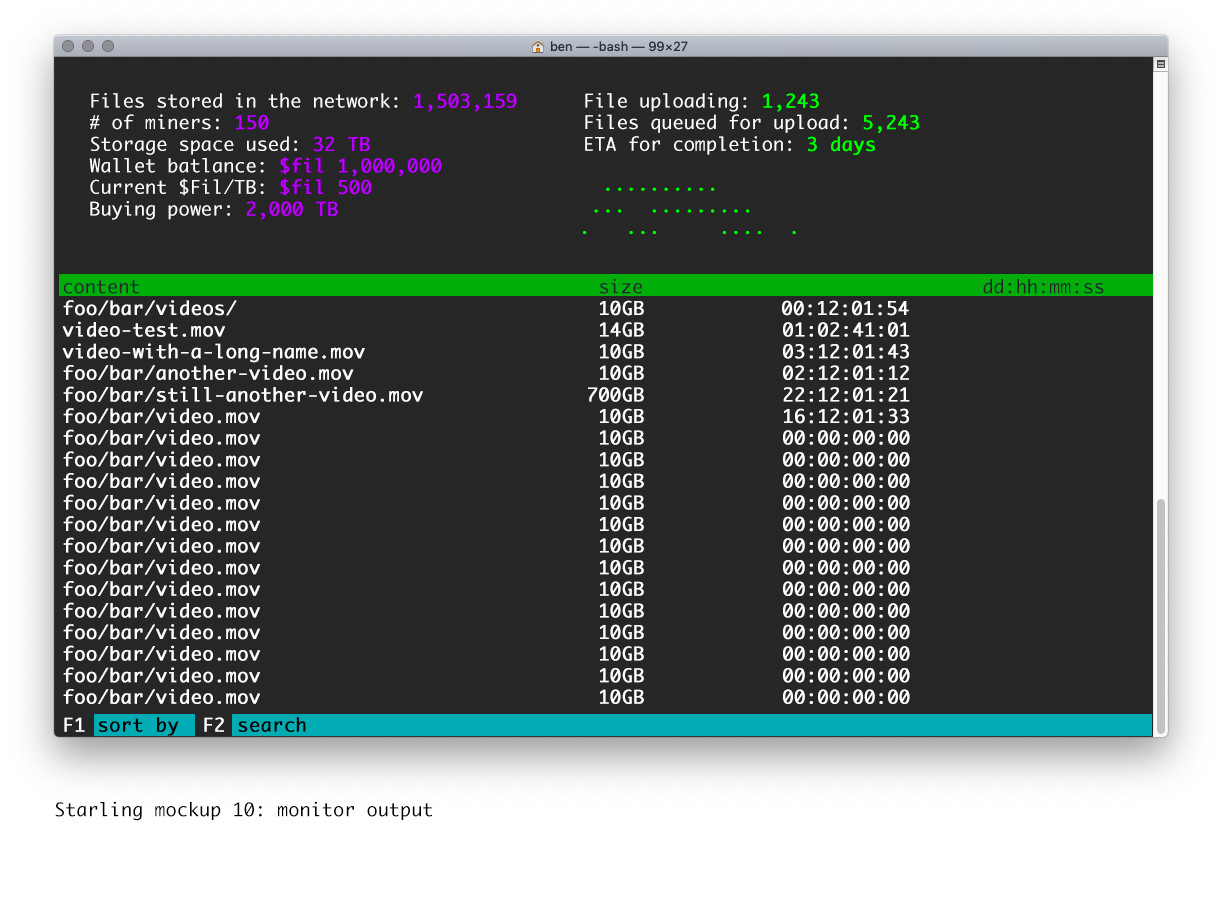 ben — -bash — 99×27
Files stored in the network: 1,503,159
# of miners: 150
Storage space used: 32 TB
Wallet batlance: $fil 1,000,000
Current $Fil/TB: $fil 500
Buying power: 2,000 TB
File uploading: 1,243
Files queued for upload: 5,243
ETA for completion: 3 days
content size dd:hh:mm:ss
foo/bar/videos/ 10GB 00:12:01:54
video-test.mov 14GB 01:02:41:01
video-with-a-long-name.mov 10GB 03:12:01:43
foo/bar/another-video.mov 10GB 02:12:01:12
foo/bar/still-another-video.mov 700GB 22:12:01:21
foo/bar/video.mov 10GB 16:12:01:33
foo/bar/video.mov 10GB 00:00:00:00
foo/bar/video.mov 10GB 00:00:00:00
foo/bar/video.mov 10GB 00:00:00:00
foo/bar/video.mov 10GB 00:00:00:00
foo/bar/video.mov 10GB 00:00:00:00
foo/bar/video.mov 10GB 00:00:00:00
foo/bar/video.mov 10GB 00:00:00:00
foo/bar/video.mov 10GB 00:00:00:00
foo/bar/video.mov 10GB 00:00:00:00
foo/bar/video.mov 10GB 00:00:00:00
foo/bar/video.mov 10GB 00:00:00:00
foo/bar/video.mov 10GB 00:00:00:00
foo/bar/video.mov 10GB 00:00:00:00
F1 sort by F2 search
Starling mockup 10: monitor output